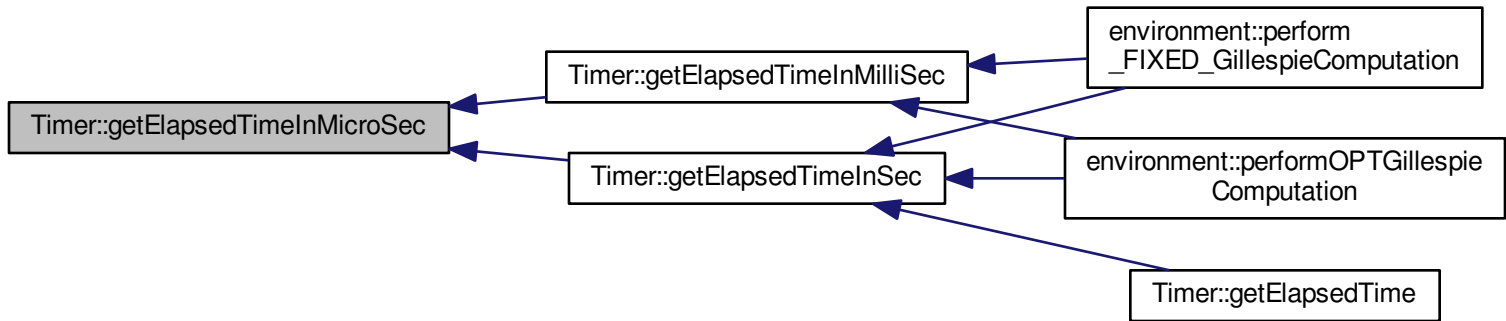 Timer::getElapsedTimeInMicroSec
Timer::getElapsedTimeInMilliSec
Timer::getElapsedTimeInSec
environment::perform
_FIXED_GillespieComputation
environment::performOPTGillespie
Computation
Timer::getElapsedTime